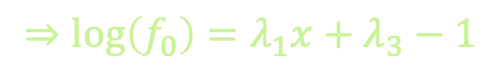 ⇒ log(f₀) = λ₁x + λ₃ − 1